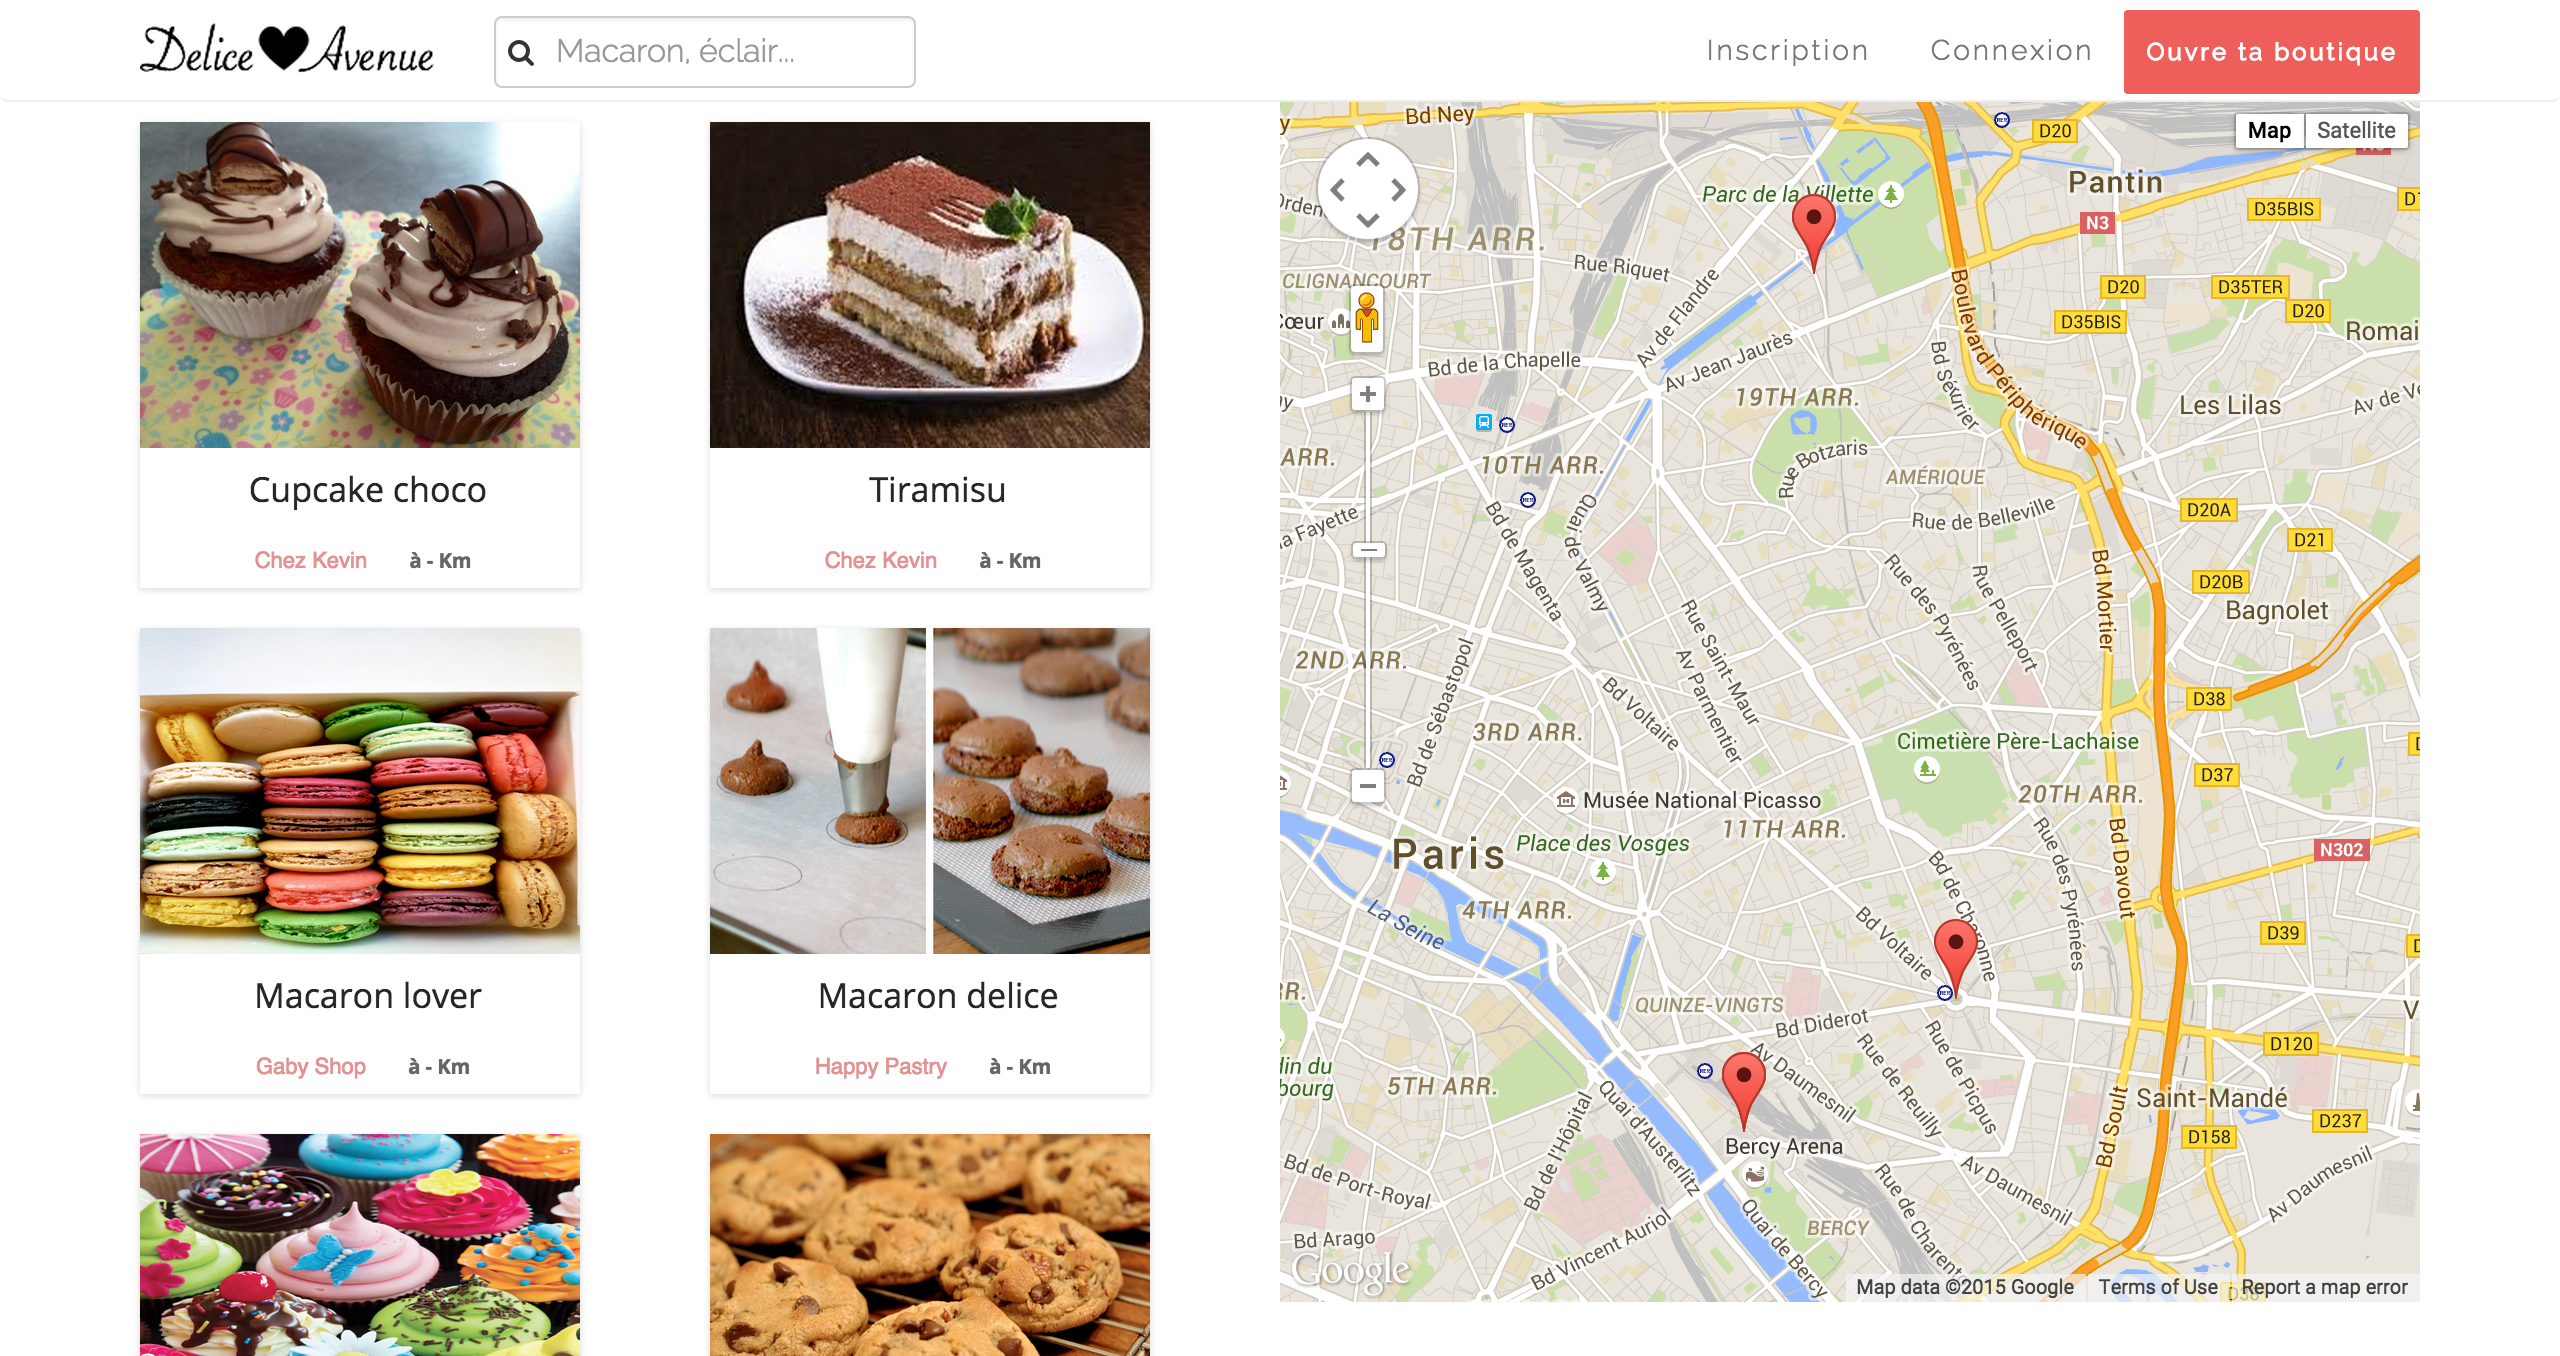 Delice Avenue
Macaron, éclair...
Inscription
Connexion
Ouvre ta boutique
Cupcake choco
Chez Kevin à - Km
Tiramisu
Chez Kevin à - Km
Macaron lover
Gaby Shop à - Km
Macaron delice
Happy Pastry à - Km
Map
Satellite
Bd Ney
D20
Pantin
Parc de la Villette
D35BIS
N3
18TH ARR.
Rue Riquet
CLIGNANCOURT
Boulevard Périphérique
D20
D35TER
D20
D35BIS
Cœur
Av de Flandre
Romai
Bd de la Chapelle
Av Jean Jaurès
Bd Sérurier
19TH ARR.
Les Lilas
Av de
ARR.
10TH ARR.
Rue Botzaris
AMÉRIQUE
la Fayette
Bd de Magenta
Quai de Valmy
Rue de Belleville
D20A
D21
Bd Mortier
D20B
Bagnolet
Rue des Pyrénées
Rue Pelleport
Rue Saint-Maur
Av Parmentier
2ND ARR.
Bd de Sébastopol
Bd Voltaire
D38
3RD ARR.
Cimetière Père-Lachaise
D37
Musée National Picasso
20TH ARR.
11TH ARR.
Paris
Place des Vosges
Rue des Pyrénées
Bd Davout
N302
4TH ARR.
La Seine
Bd de Charonne
Bd Voltaire
D39
QUINZE-VINGTS
Bd Diderot
Av Daumesnil
Rue de Reuilly
Rue de Picpus
D120
din du
bourg
5TH ARR.
Quai d'Austerlitz
Saint-Mandé
Bd Soult
D237
D158
Bercy Arena
Bd de l'Hôpital
Bd de Port-Royal
Av Daumesnil
Av Daumesnil
Rue de Charent
Quai de Bercy
BERCY
Bd Arago
Bd Vincent Auriol
Google
Map data ©2015 Google
Terms of Use
Report a map error